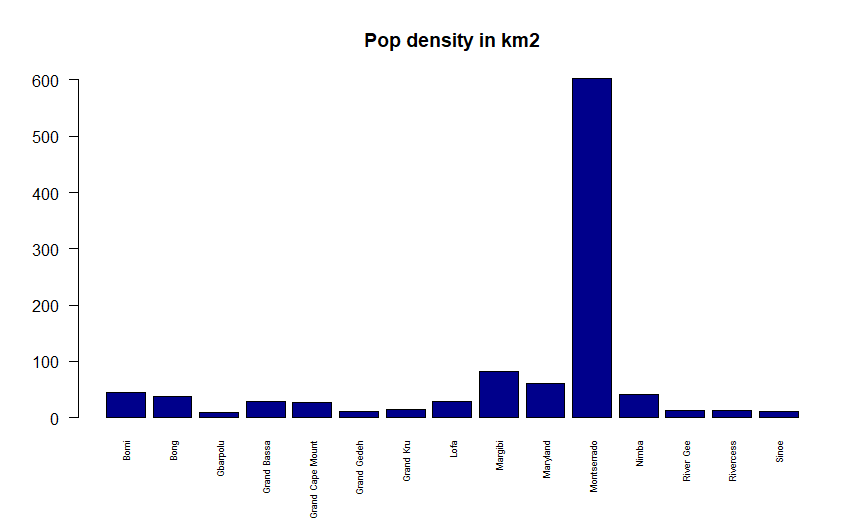 Pop density in km2
600
500
400
300
200
100
0
Bomi
Bong
Gbarpolu
Grand Bassa
Grand Cape Mount
Grand Gedeh
Grand Kru
Lofa
Margibi
Maryland
Montserrado
Nimba
River Gee
Rivercess
Sinoe